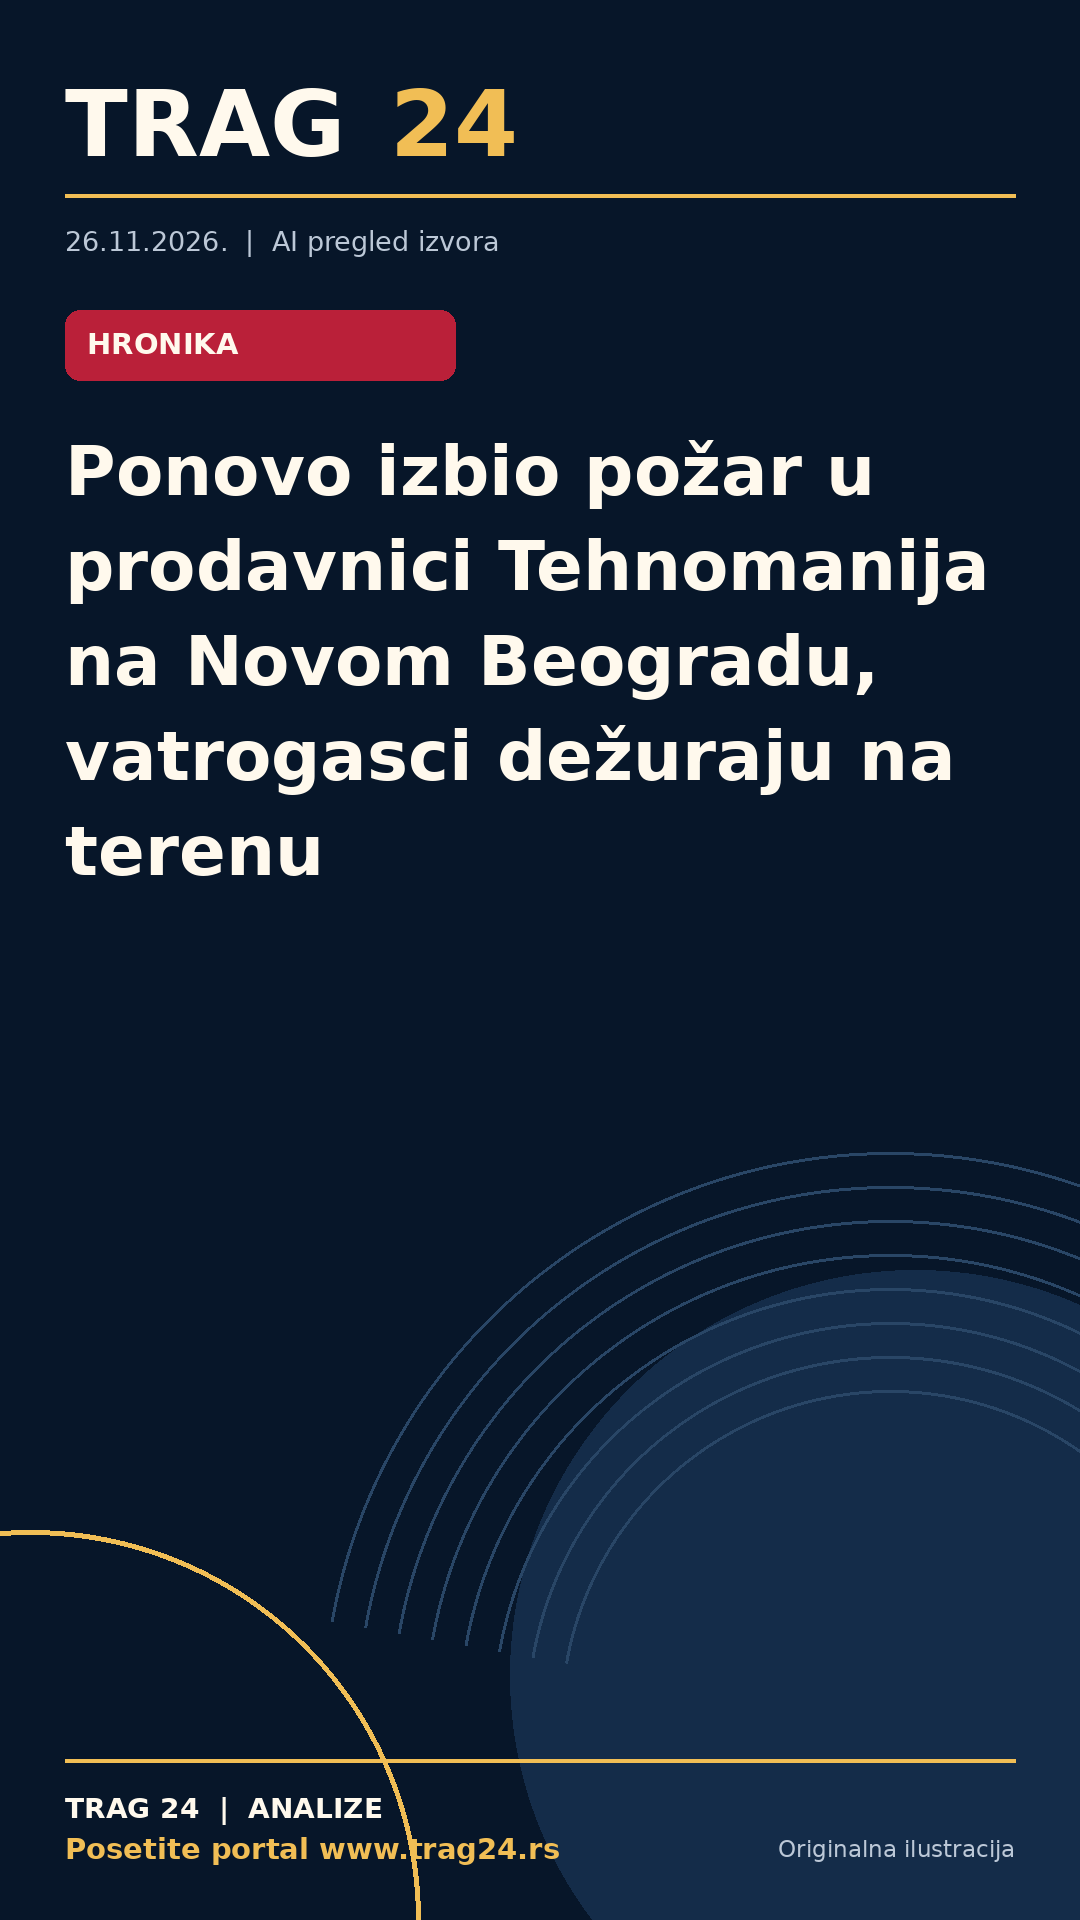 TRAG 24
26.11.2026. | AI pregled izvora
HRONIKA
Ponovo izbio požar u
prodavnici Tehnomanija
na Novom Beogradu,
vatrogasci dežuraju na
terenu
TRAG 24 | ANALIZE
Posetite portal www.trag24.rs
Originalna ilustracija